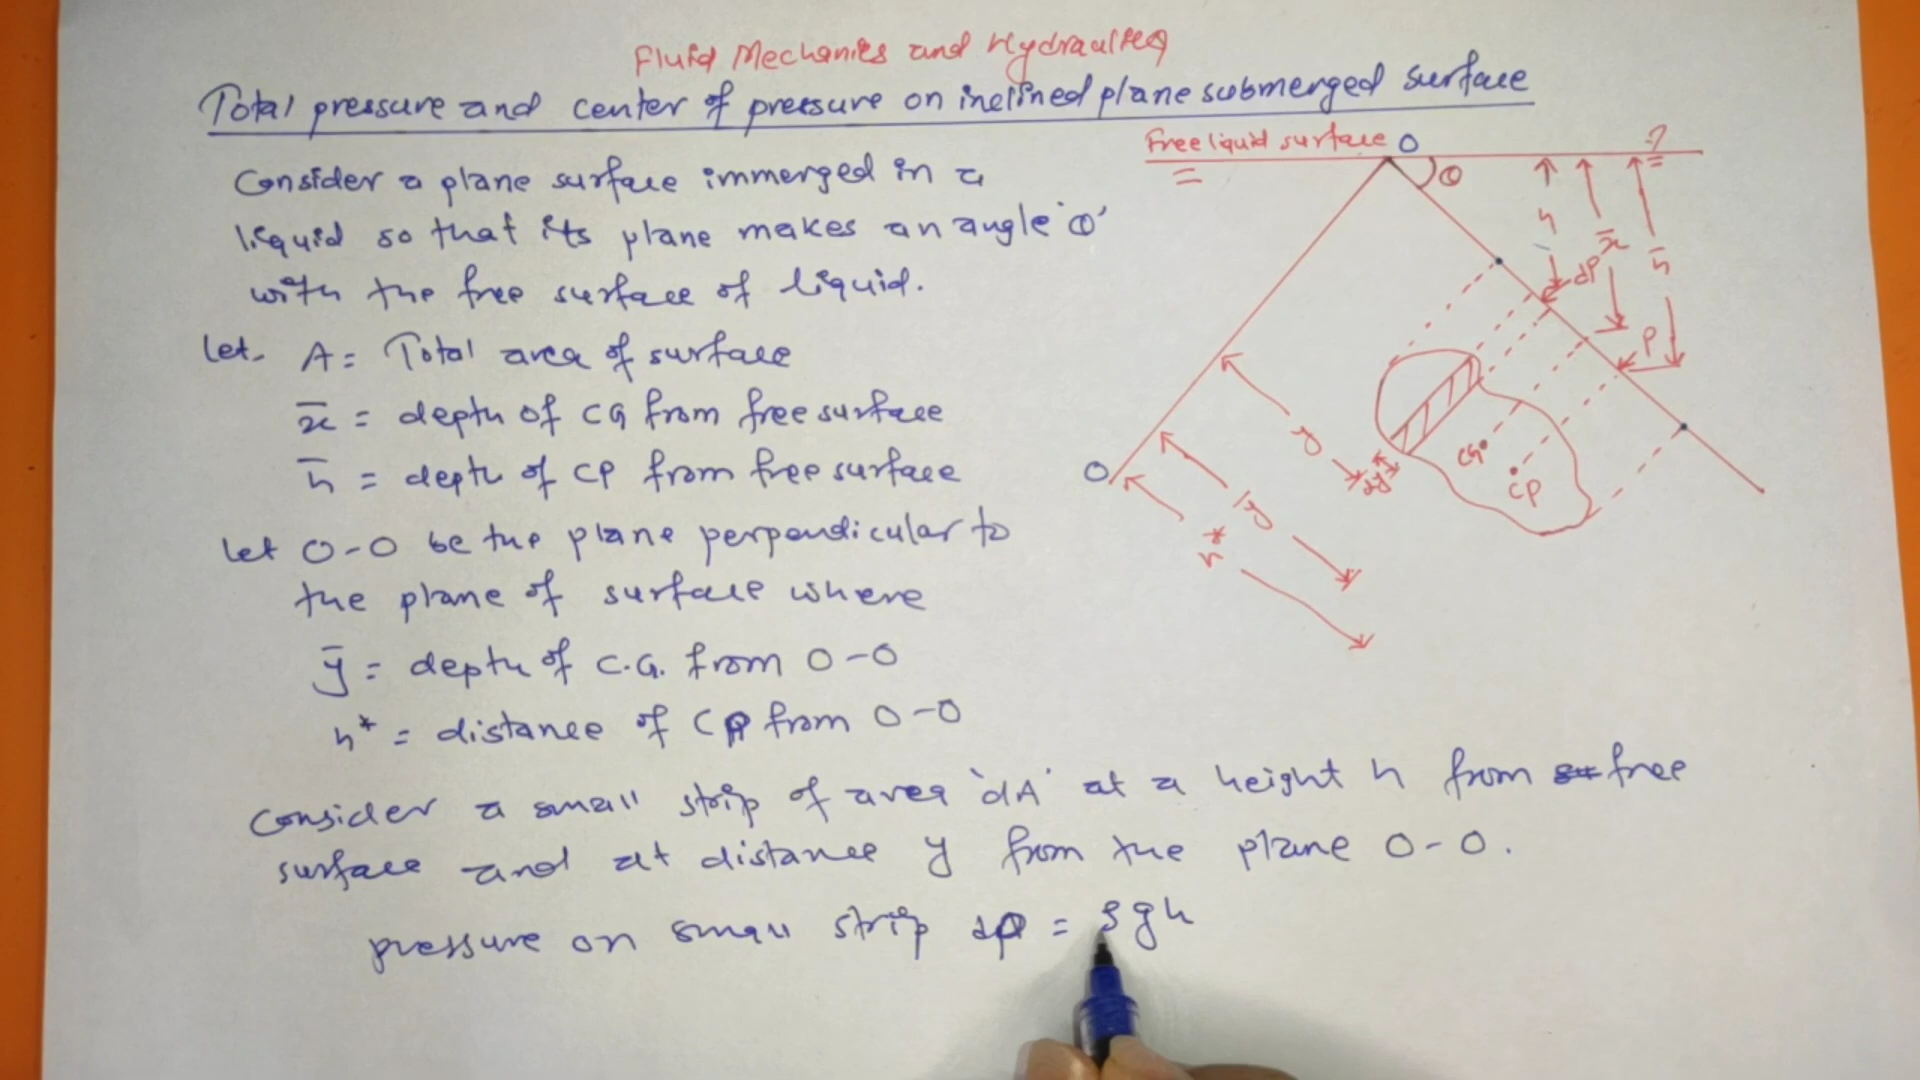 Fluid Mechanics and Hydraulics
Total pressure and center of pressure on inclined plane submerged surface
Consider a plane surface immerged in a
liquid so that its plane makes an angle 'θ'
with the free surface of liquid.
Let- A = Total area of surface
x̄ = depth of CG from free surface
h̄ = depth of CP from free surface
Let O-O be the plane perpendicular to
the plane of surface where
ȳ = depth of C.G. from O-O
h* = distance of CP from O-O
Consider a small strip of area 'dA' at a height h from free
surface and at distance y from the plane O-O.
pressure on small strip dp = ρgh
Free liquid surface O
θ
h
x̄
h̄
dP
P
y
dy
CG
CP
O
ȳ
h*